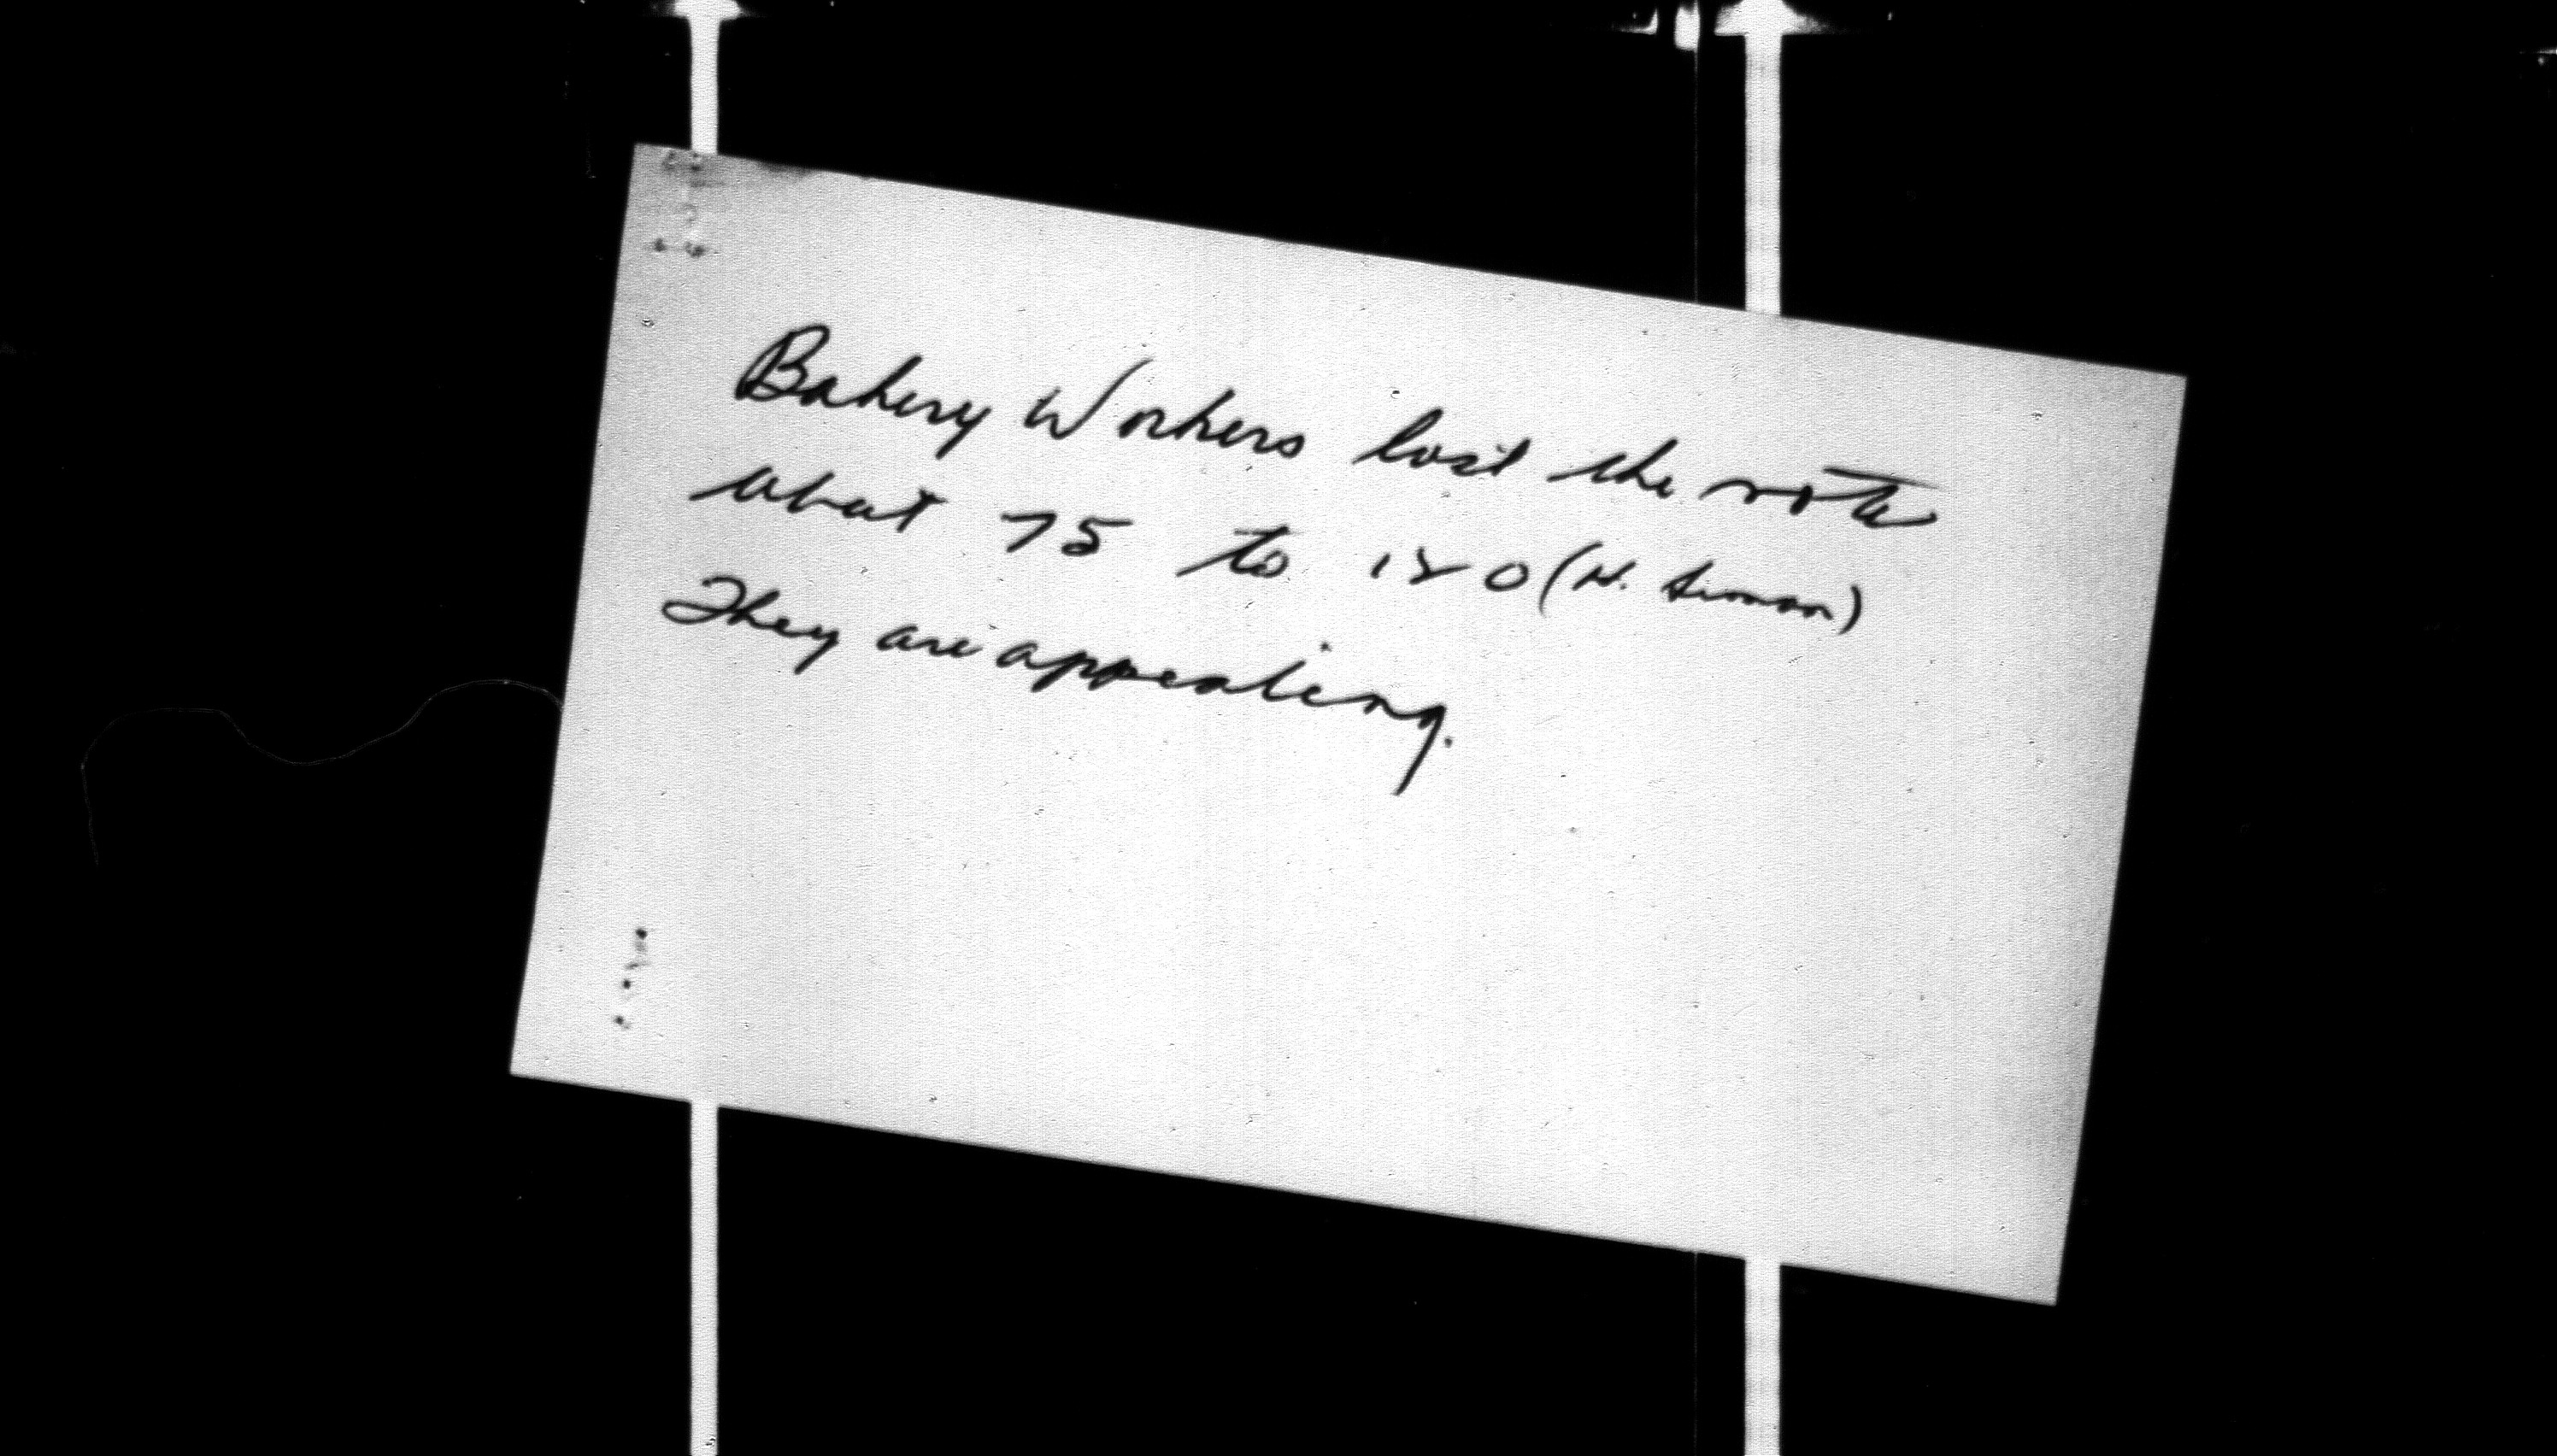 Bakery Workers lost the vote
about 75 to 120 (H. Simon)
They are appealing.